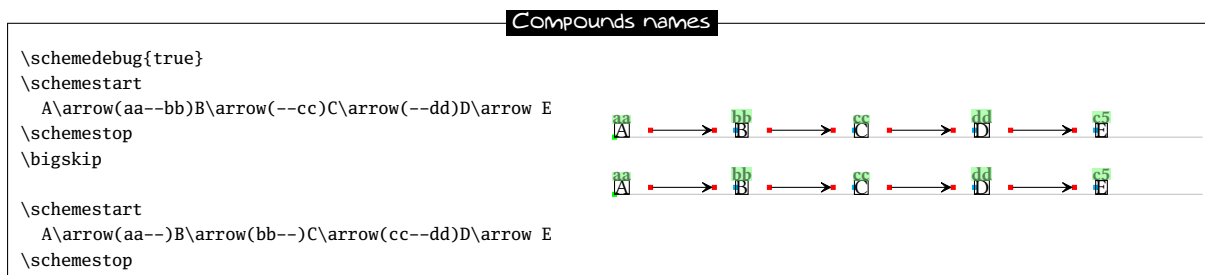 Compounds names
\schemedebug{true}
\schemestart
  A\arrow(aa--bb)B\arrow(--cc)C\arrow(--dd)D\arrow E
\schemestop
\bigskip

\schemestart
  A\arrow(aa--)B\arrow(bb--)C\arrow(cc--dd)D\arrow E
\schemestop
aa bb cc dd c5
A B C D E
aa bb cc dd c5
A B C D E